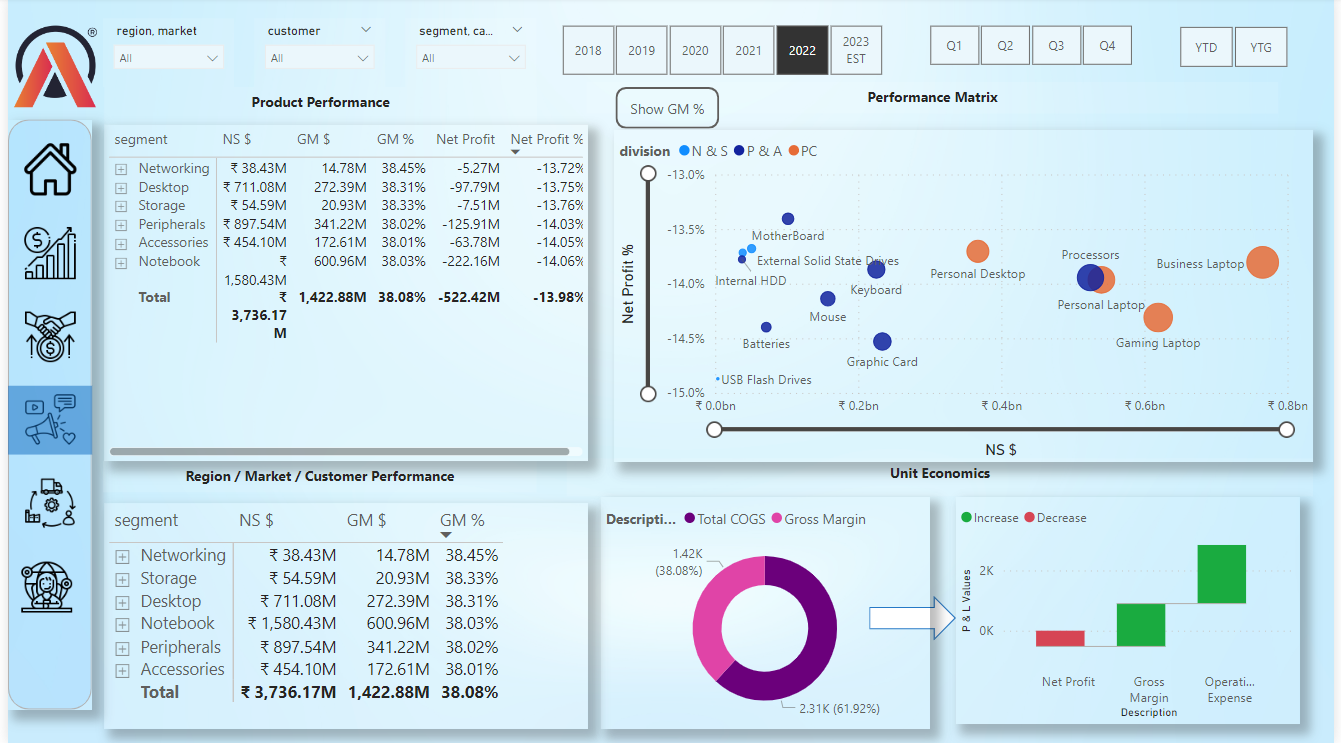 ®
region, market
customer
segment, ca...
All
All
All
2018
2019
2020
2021
2022
2023
EST
Q1
Q2
Q3
Q4
YTD
YTG
Product Performance
segment NS $ GM $ GM % Net Profit Net Profit %
Networking ₹ 38.43M 14.78M 38.45% -5.27M -13.72%
Desktop ₹ 711.08M 272.39M 38.31% -97.79M -13.75%
Storage ₹ 54.59M 20.93M 38.33% -7.51M -13.76%
Peripherals ₹ 897.54M 341.22M 38.02% -125.91M -14.03%
Accessories ₹ 454.10M 172.61M 38.01% -63.78M -14.05%
Notebook ₹ 600.96M 38.03% -222.16M -14.06%
1,580.43M
Total ₹ 1,422.88M 38.08% -522.42M -13.98%
3,736.17
M
Show GM %
Performance Matrix
division N & S P & A PC
Net Profit %
-13.0%
-13.5%
-14.0%
-14.5%
-15.0%
MotherBoard
External Solid State Drives
Internal HDD
Keyboard
Mouse
Batteries
Graphic Card
USB Flash Drives
Personal Desktop
Processors
Personal Laptop
Business Laptop
Gaming Laptop
₹ 0.0bn ₹ 0.2bn ₹ 0.4bn ₹ 0.6bn ₹ 0.8bn
NS $
Region / Market / Customer Performance
segment NS $ GM $ GM %
Networking ₹ 38.43M 14.78M 38.45%
Storage ₹ 54.59M 20.93M 38.33%
Desktop ₹ 711.08M 272.39M 38.31%
Notebook ₹ 1,580.43M 600.96M 38.03%
Peripherals ₹ 897.54M 341.22M 38.02%
Accessories ₹ 454.10M 172.61M 38.01%
Total ₹ 3,736.17M 1,422.88M 38.08%
Unit Economics
Descripti... Total COGS Gross Margin
1.42K
(38.08%)
2.31K (61.92%)
Increase Decrease
P & L Values
2K
0K
Net Profit
Gross
Margin
Operati...
Expense
Description